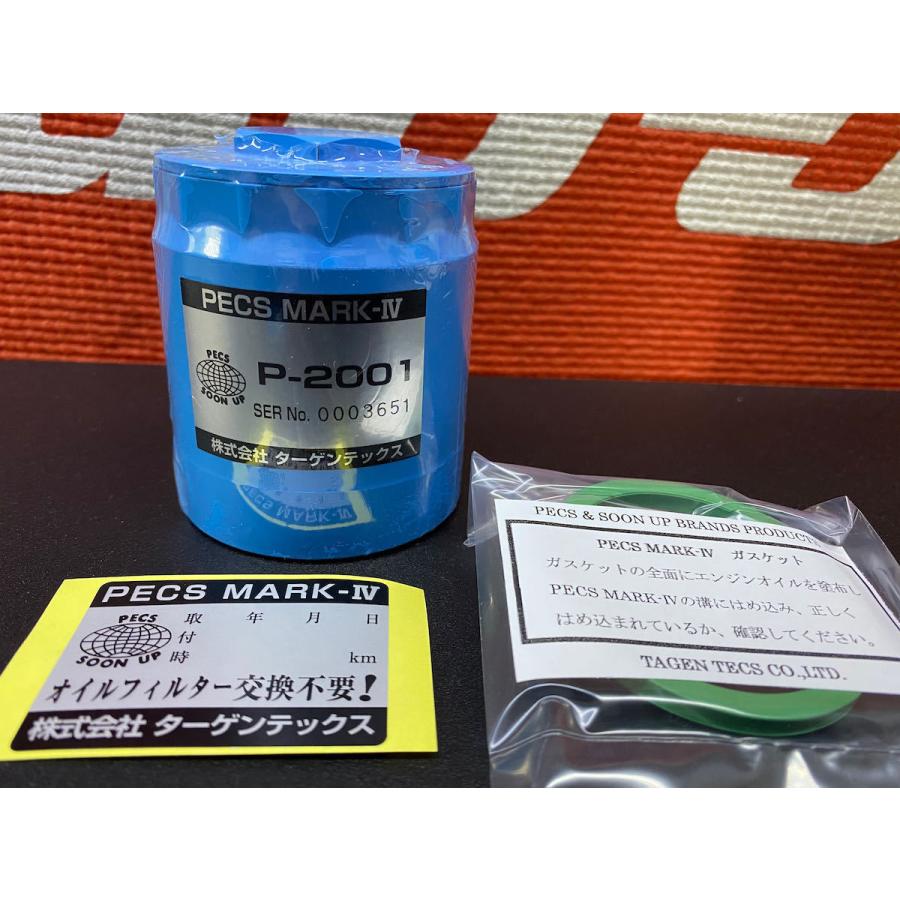 PECS MARK-Ⅳ
PECS
SOON UP
P-2001
SER No. 0003651
株式会社 ターゲンテックス
PECS MARK-Ⅳ
PECS MARK-Ⅳ
PECS
SOON UP
取 年 月 日
付
時 km
オイルフィルター交換不要!
株式会社 ターゲンテックス
PECS & SOON UP BRANDS PRODUCT
PECS MARK-Ⅳ ガスケット
ガスケットの全面にエンジンオイルを塗布し
PECS MARK-Ⅳの溝にはめ込み、正しく
はめ込まれているか、確認してください。
TAGEN TECS CO.,LTD.